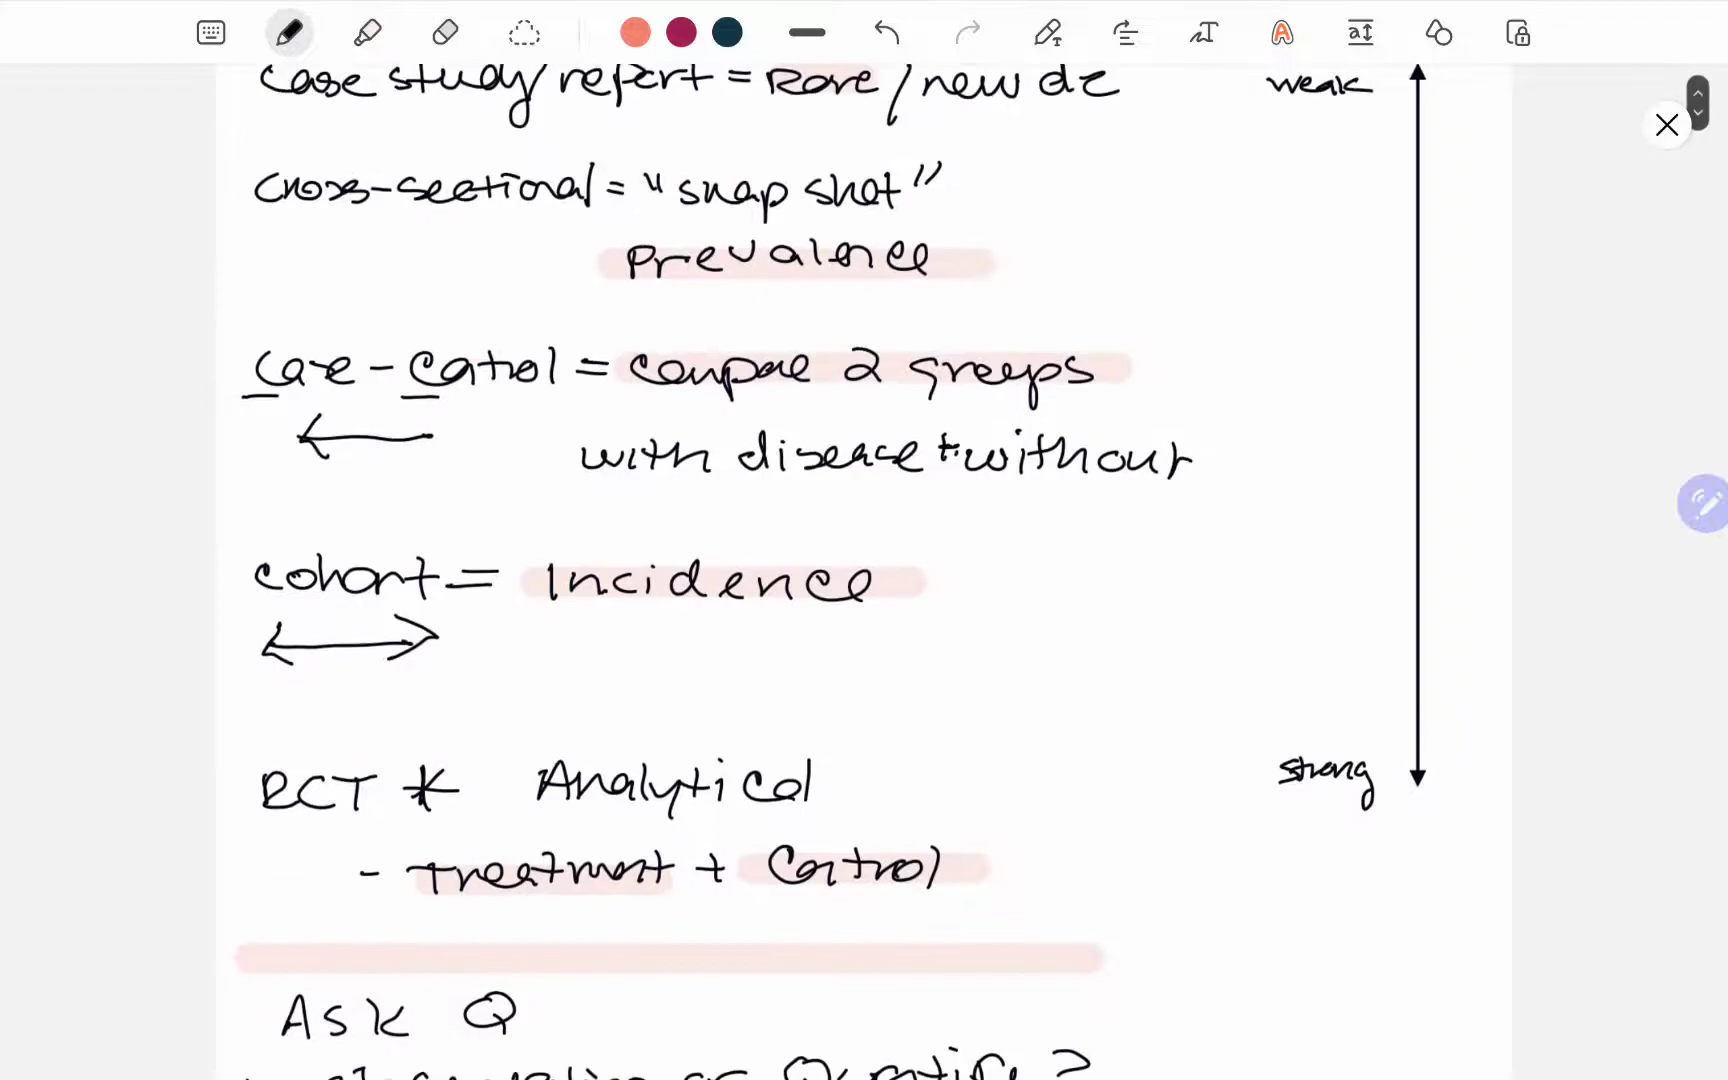 Case study/report = Rare/new dz
weak
cross-sectional = "snap shot"
Prevalence
Case-Control = compare 2 groups
with disease + without
cohort = Incidence
RCT * Analytical
strong
- Treatment + Control
Ask Q